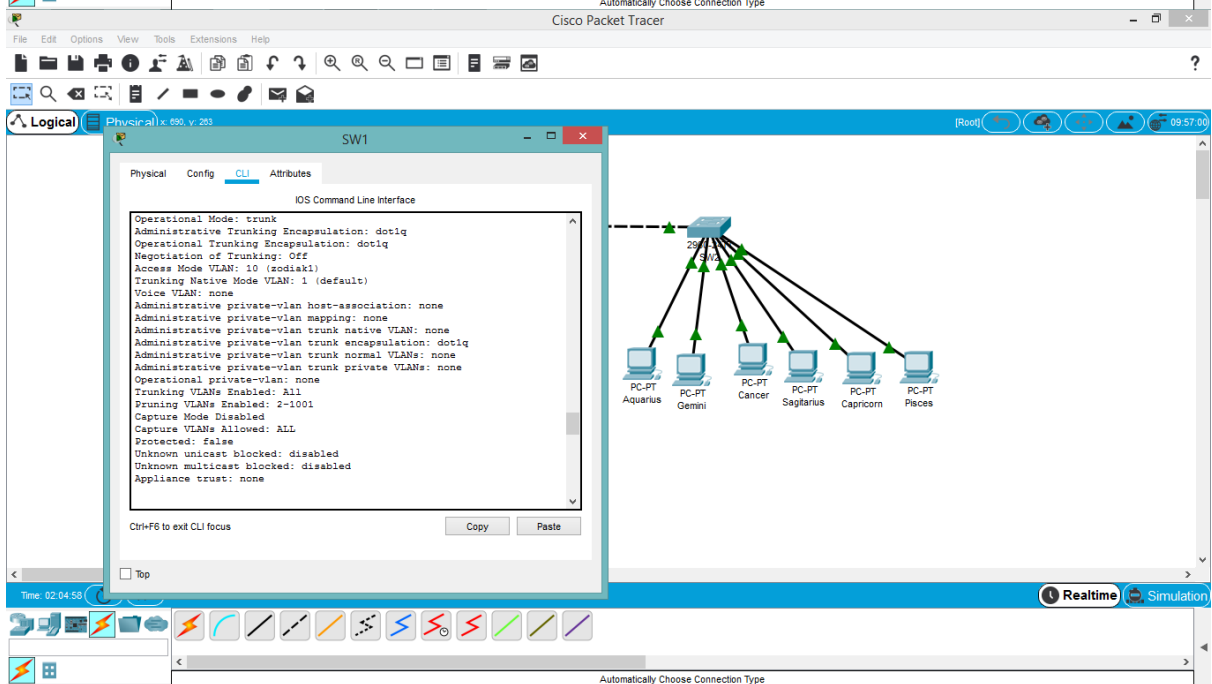 Automatically Choose Connection Type
Cisco Packet Tracer
File Edit Options View Tools Extensions Help
?
Logical
Physical x: 690, y: 263
[Root]
09:57:00
SW1
Physical Config CLI Attributes
IOS Command Line Interface
Operational Mode: trunk
Administrative Trunking Encapsulation: dot1q
Operational Trunking Encapsulation: dot1q
Negotiation of Trunking: Off
Access Mode VLAN: 10 (zodiak1)
Trunking Native Mode VLAN: 1 (default)
Voice VLAN: none
Administrative private-vlan host-association: none
Administrative private-vlan mapping: none
Administrative private-vlan trunk native VLAN: none
Administrative private-vlan trunk encapsulation: dot1q
Administrative private-vlan trunk normal VLANs: none
Administrative private-vlan trunk private VLANs: none
Operational private-vlan: none
Trunking VLANs Enabled: All
Pruning VLANs Enabled: 2-1001
Capture Mode Disabled
Capture VLANs Allowed: ALL
Protected: false
Unknown unicast blocked: disabled
Unknown multicast blocked: disabled
Appliance trust: none
Ctrl+F6 to exit CLI focus
Copy
Paste
Top
SW2
PC-PT
Aquarius
PC-PT
Gemini
PC-PT
Cancer
PC-PT
Sagitarius
PC-PT
Capricorn
PC-PT
Pisces
Time: 02:04:58
Realtime
Simulation
Automatically Choose Connection Type